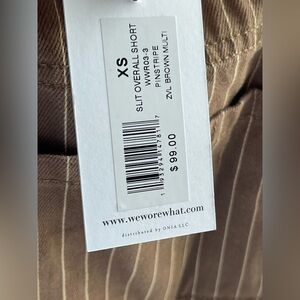 XS
SLIT OVERALL SHORT
WWR03-3
PINSTRIPE
ZVL BROWN MULTI
$ 99.00
www.weworewhat.com
distributed by ONIA LLC